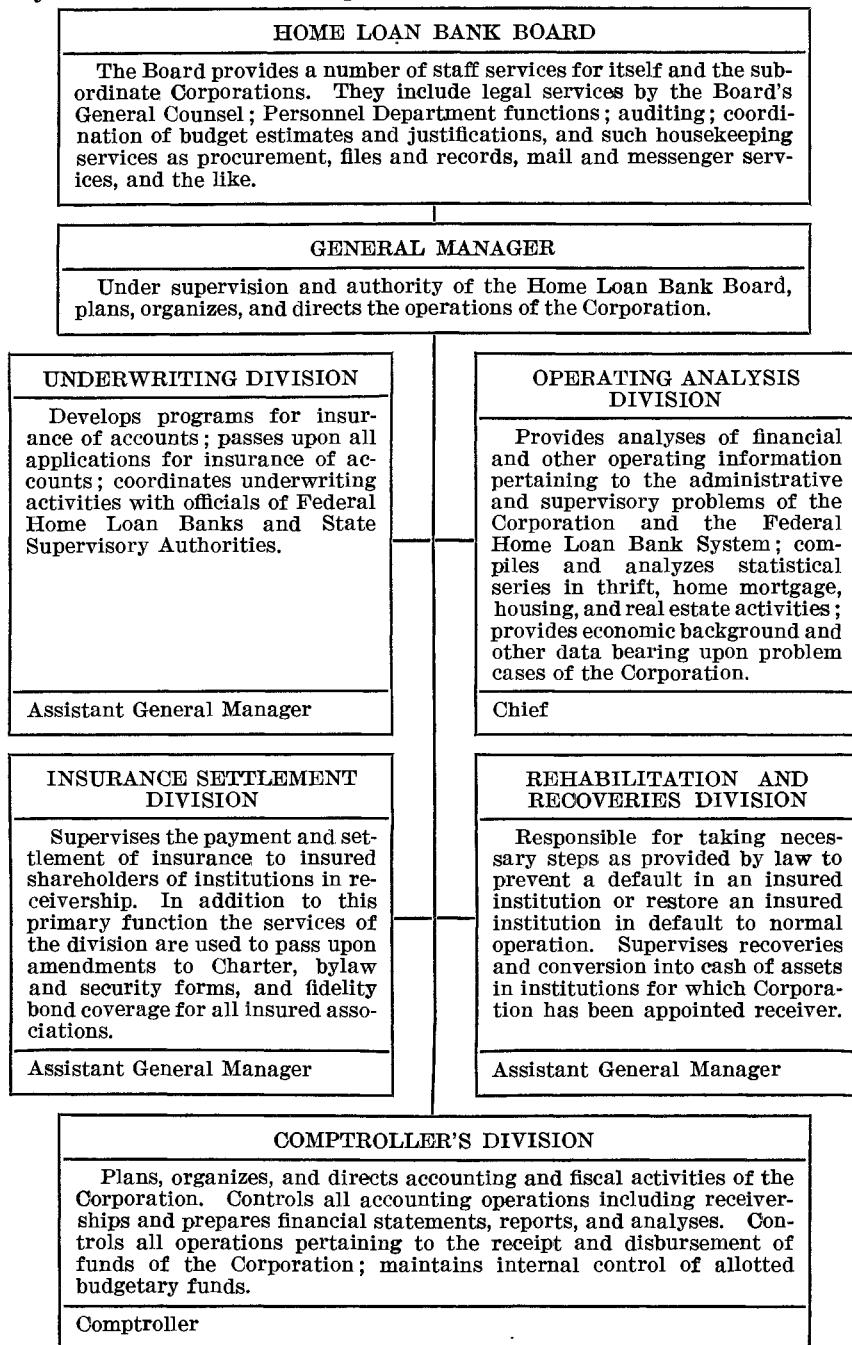 HOME LOAN BANK BOARD
The Board provides a number of staff services for itself and the sub-
ordinate Corporations. They include legal services by the Board's
General Counsel; Personnel Department functions; auditing; coordi-
nation of budget estimates and justifications, and such housekeeping
services as procurement, files and records, mail and messenger serv-
ices, and the like.
GENERAL MANAGER
Under supervision and authority of the Home Loan Bank Board,
plans, organizes, and directs the operations of the Corporation.
UNDERWRITING DIVISION
Develops programs for insur-
ance of accounts; passes upon all
applications for insurance of ac-
counts; coordinates underwriting
activities with officials of Federal
Home Loan Banks and State
Supervisory Authorities.
Assistant General Manager
OPERATING ANALYSIS
DIVISION
Provides analyses of financial
and other operating information
pertaining to the administrative
and supervisory problems of the
Corporation and the Federal
Home Loan Bank System; com-
piles and analyzes statistical
series in thrift, home mortgage,
housing, and real estate activities;
provides economic background and
other data bearing upon problem
cases of the Corporation.
Chief
INSURANCE SETTLEMENT
DIVISION
Supervises the payment and set-
tlement of insurance to insured
shareholders of institutions in re-
ceivership. In addition to this
primary function the services of
the division are used to pass upon
amendments to Charter, bylaw
and security forms, and fidelity
bond coverage for all insured asso-
ciations.
Assistant General Manager
REHABILITATION AND
RECOVERIES DIVISION
Responsible for taking neces-
sary steps as provided by law to
prevent a default in an insured
institution or restore an insured
institution in default to normal
operation. Supervises recoveries
and conversion into cash of assets
in institutions for which Corpora-
tion has been appointed receiver.
Assistant General Manager
COMPTROLLER'S DIVISION
Plans, organizes, and directs accounting and fiscal activities of the
Corporation. Controls all accounting operations including receiver-
ships and prepares financial statements, reports, and analyses. Con-
trols all operations pertaining to the receipt and disbursement of
funds of the Corporation; maintains internal control of allotted
budgetary funds.
Comptroller